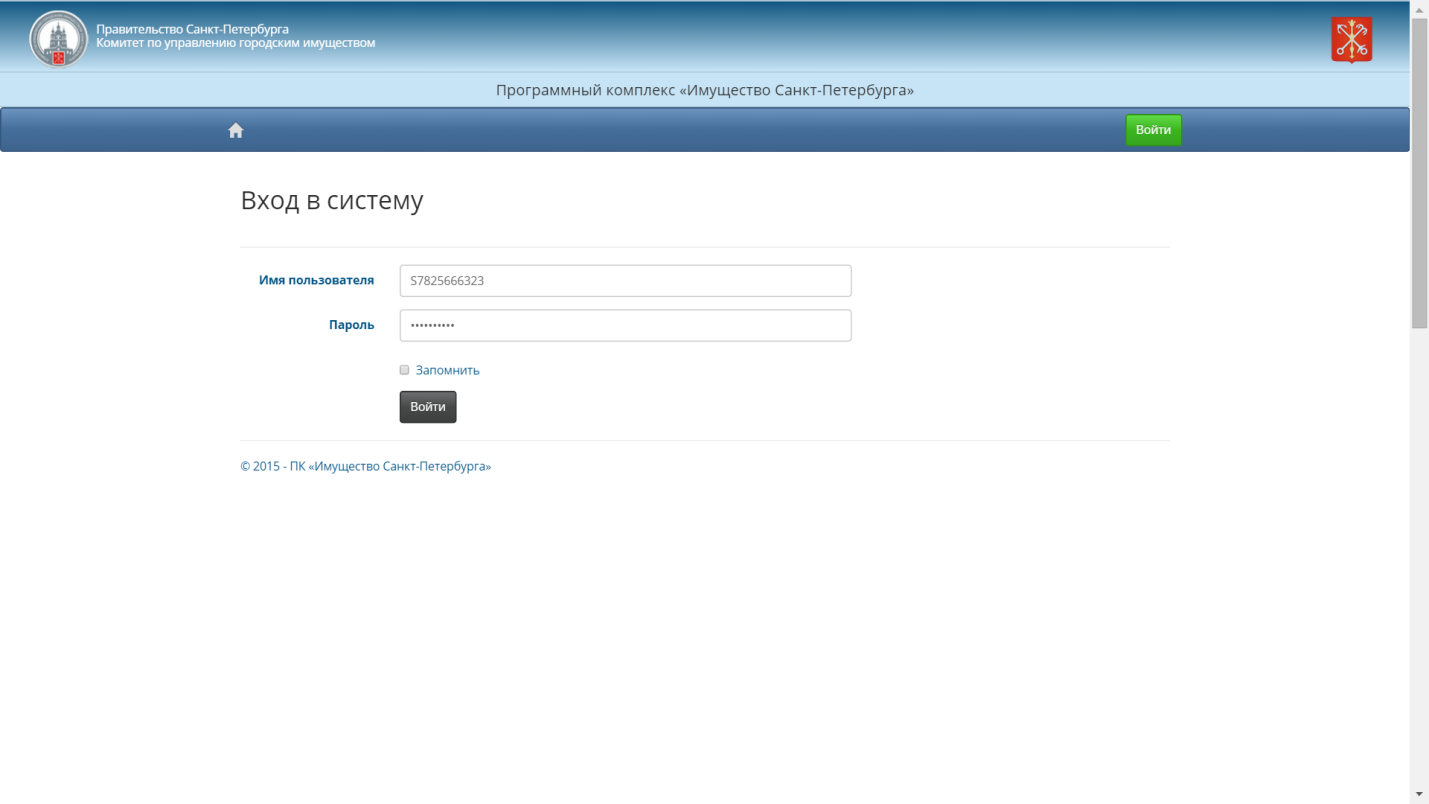 Правительство Санкт-Петербурга
Комитет по управлению городским имуществом
Программный комплекс «Имущество Санкт-Петербурга»
Войти
Вход в систему
Имя пользователя S7825666323
Пароль ••••••••••
Запомнить
Войти
© 2015 - ПК «Имущество Санкт-Петербурга»